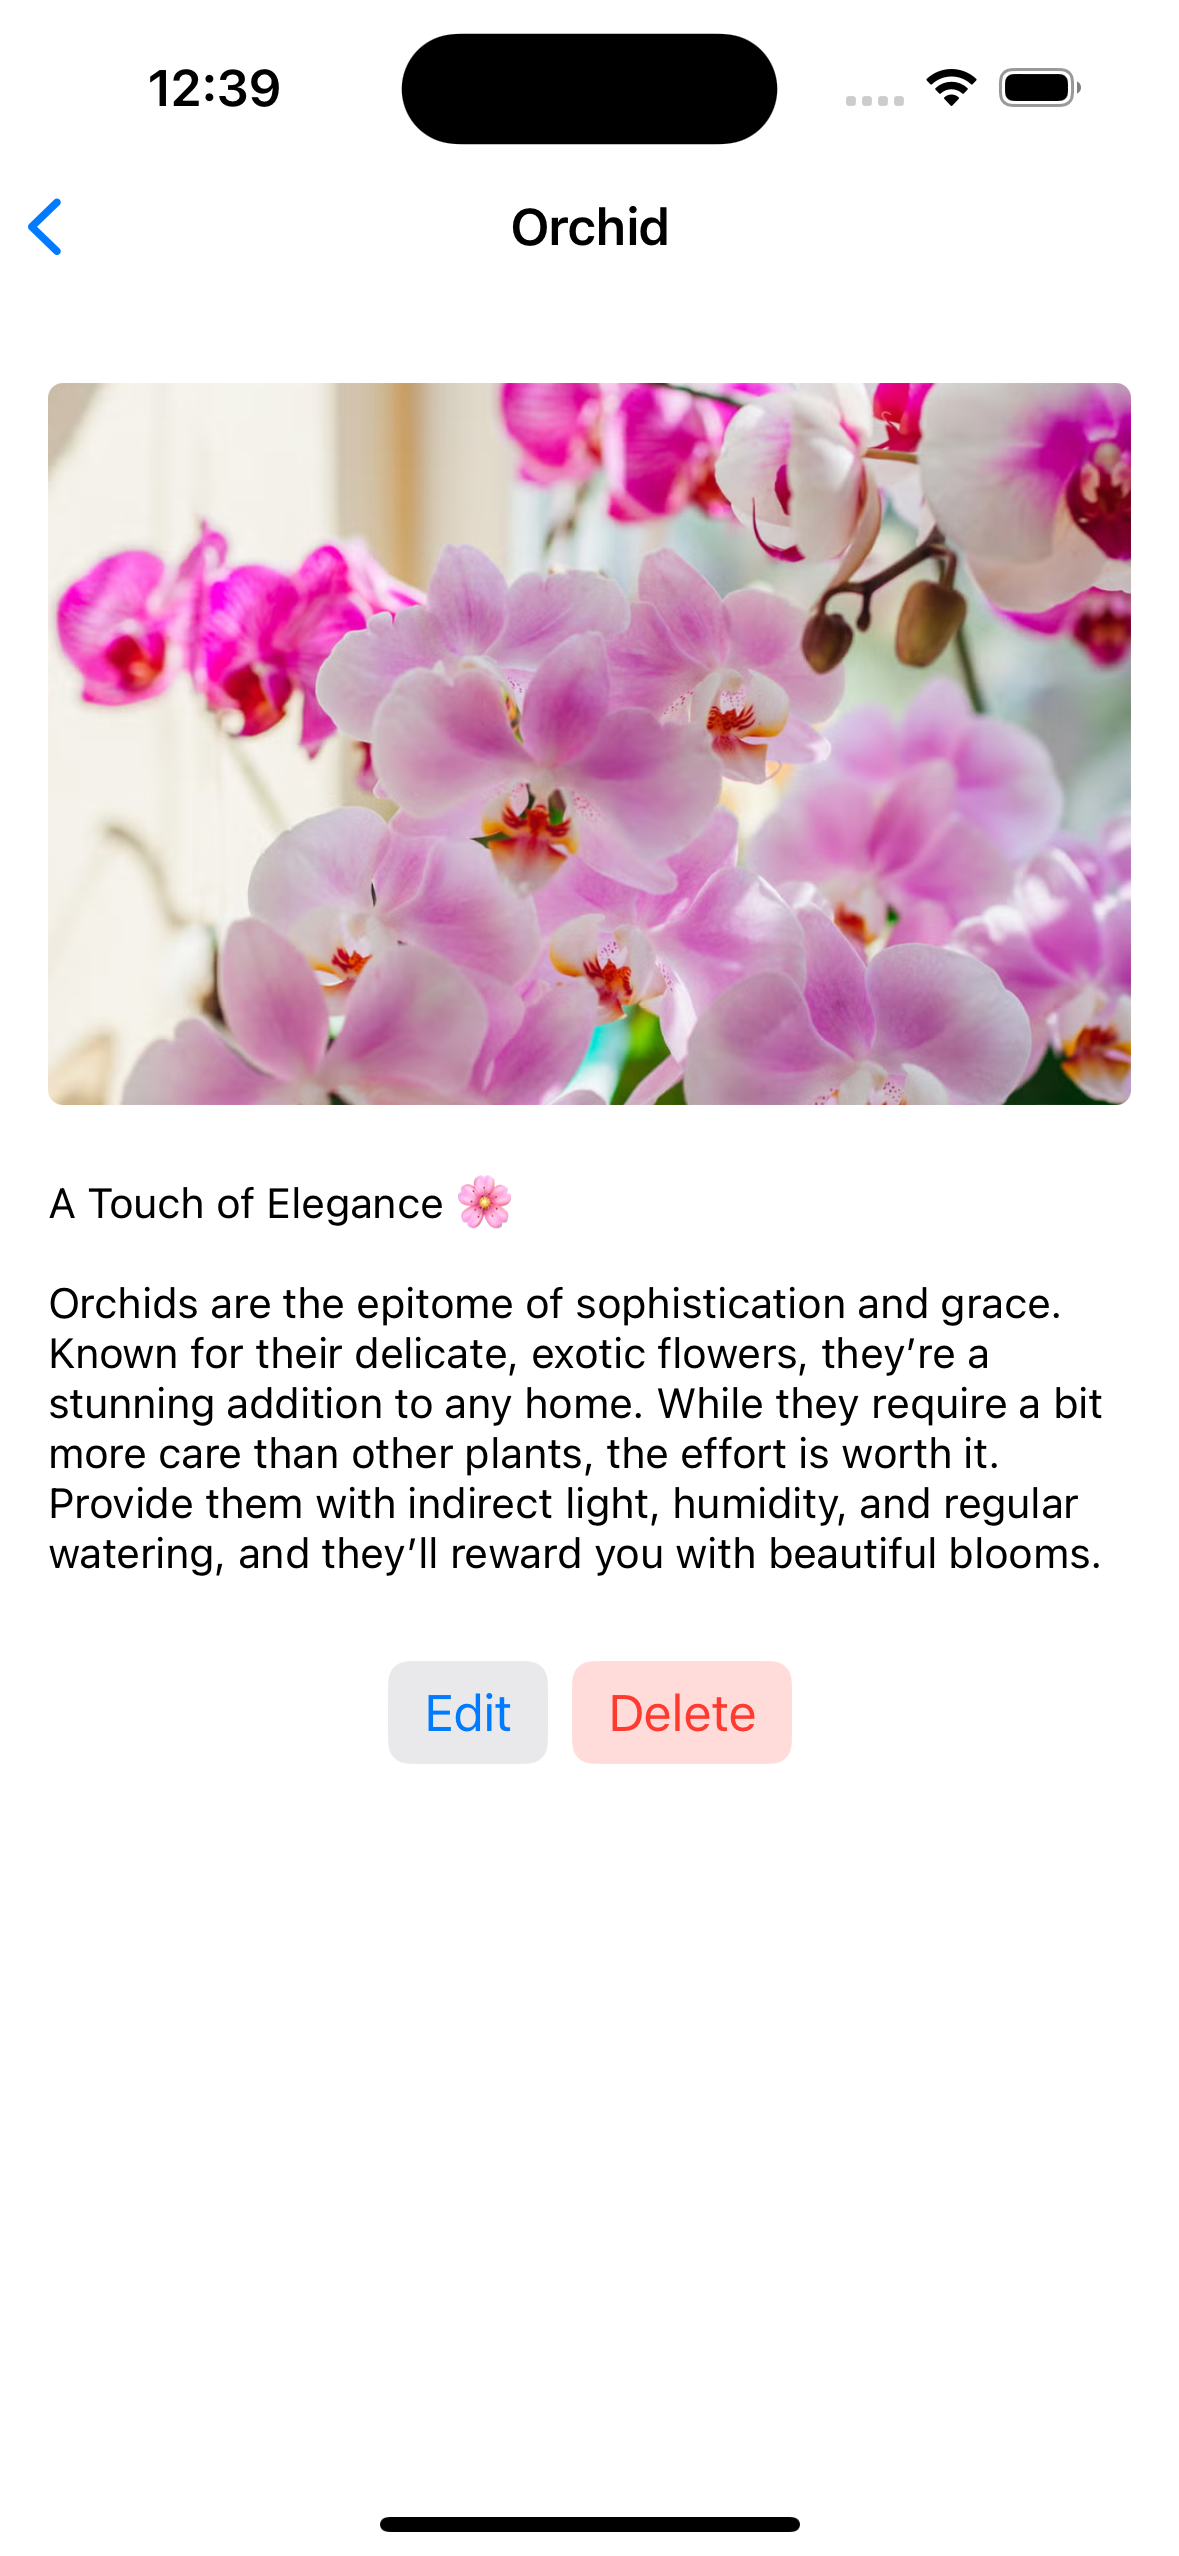 12:39
Orchid
A Touch of Elegance 🌸
Orchids are the epitome of sophistication and grace.
Known for their delicate, exotic flowers, they’re a
stunning addition to any home. While they require a bit
more care than other plants, the effort is worth it.
Provide them with indirect light, humidity, and regular
watering, and they’ll reward you with beautiful blooms.
Edit
Delete